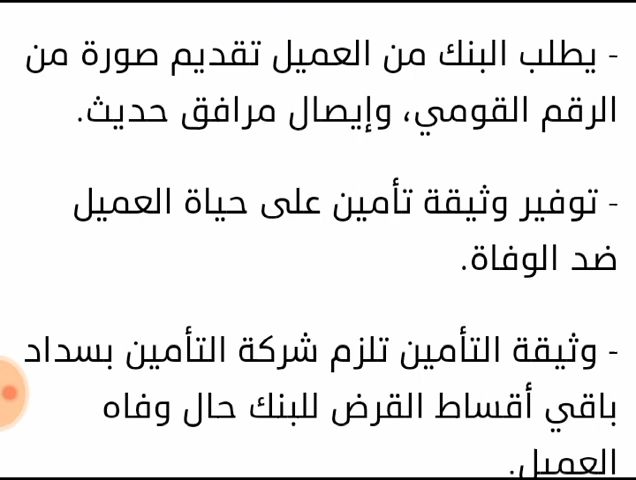 - يطلب البنك من العميل تقديم صورة من
الرقم القومي، وإيصال مرافق حديث.
- توفير وثيقة تأمين على حياة العميل
ضد الوفاة.
- وثيقة التأمين تلزم شركة التأمين بسداد
باقي أقساط القرض للبنك حال وفاه
العميل.